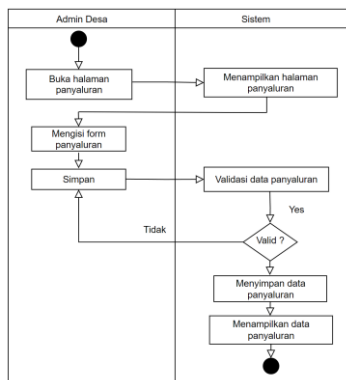 Admin Desa
Sistem
Buka halaman
panyaluran
Menampilkan halaman
panyaluran
Mengisi form
panyaluran
Simpan
Validasi data panyaluran
Yes
Tidak
Valid ?
Menyimpan data
panyaluran
Menampilkan data
panyaluran